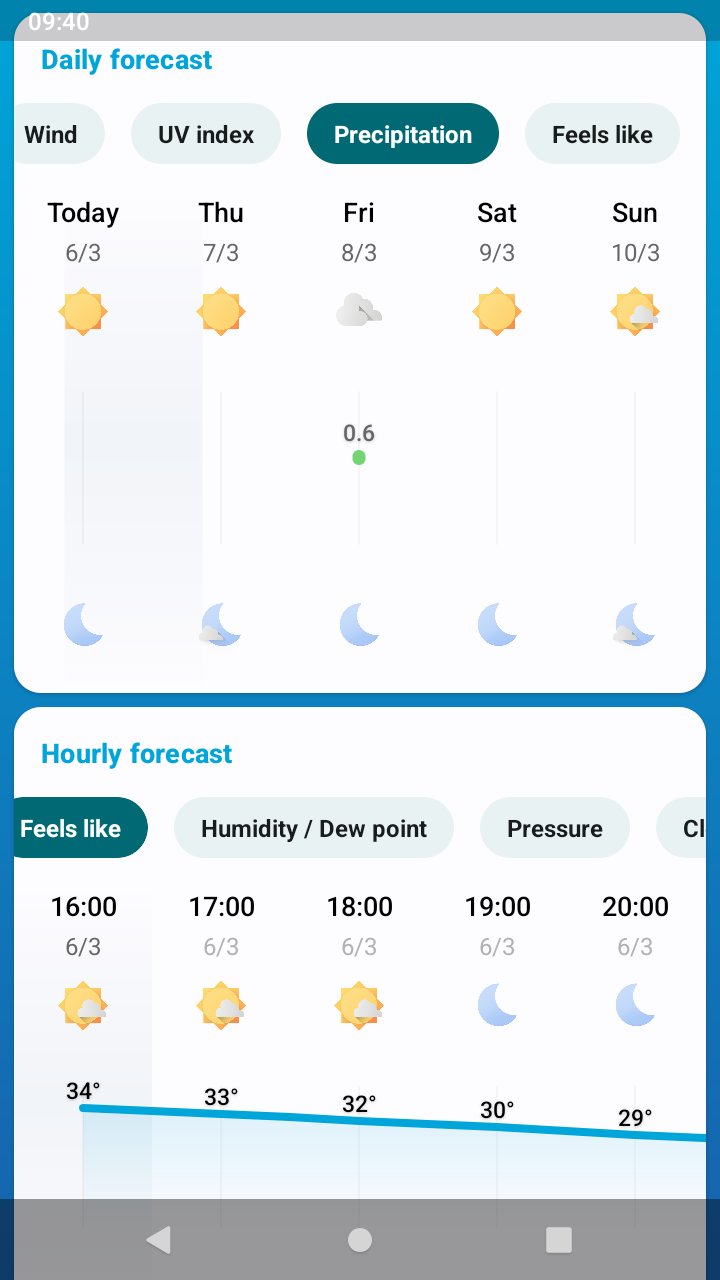 09:40
Daily forecast
Wind UV index Precipitation Feels like
Today Thu Fri Sat Sun
6/3 7/3 8/3 9/3 10/3
0.6
Hourly forecast
Feels like Humidity / Dew point Pressure Cl
16:00 17:00 18:00 19:00 20:00
6/3 6/3 6/3 6/3 6/3
34° 33° 32° 30° 29°